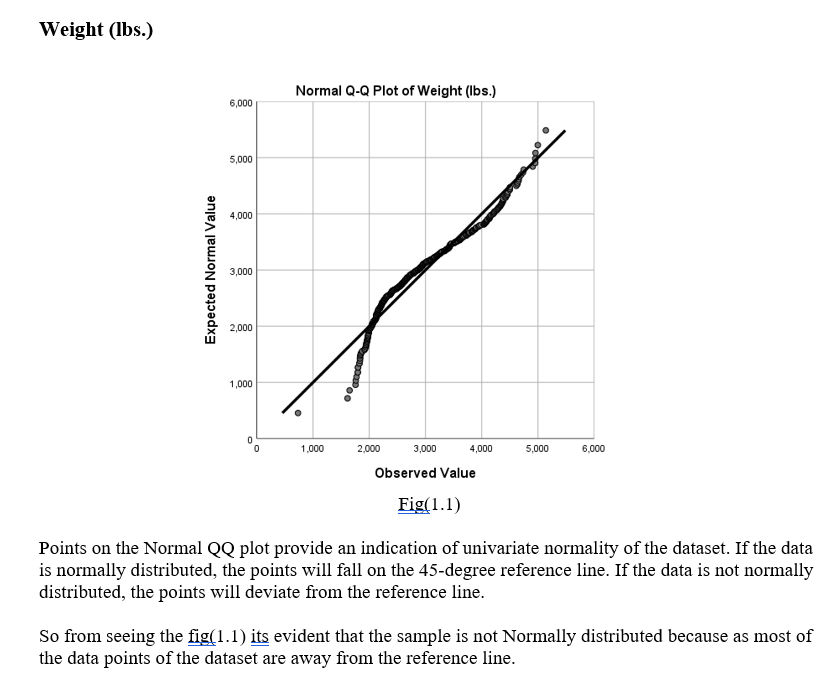 Weight (lbs.)
Normal Q-Q Plot of Weight (lbs.)
6,000
5,000
4,000
3,000
2,000
1,000
0
Expected Normal Value
0 1,000 2,000 3,000 4,000 5,000 6,000
Observed Value
Fig(1.1)
Points on the Normal QQ plot provide an indication of univariate normality of the dataset. If the data
is normally distributed, the points will fall on the 45-degree reference line. If the data is not normally
distributed, the points will deviate from the reference line.
So from seeing the fig(1.1) its evident that the sample is not Normally distributed because as most of
the data points of the dataset are away from the reference line.